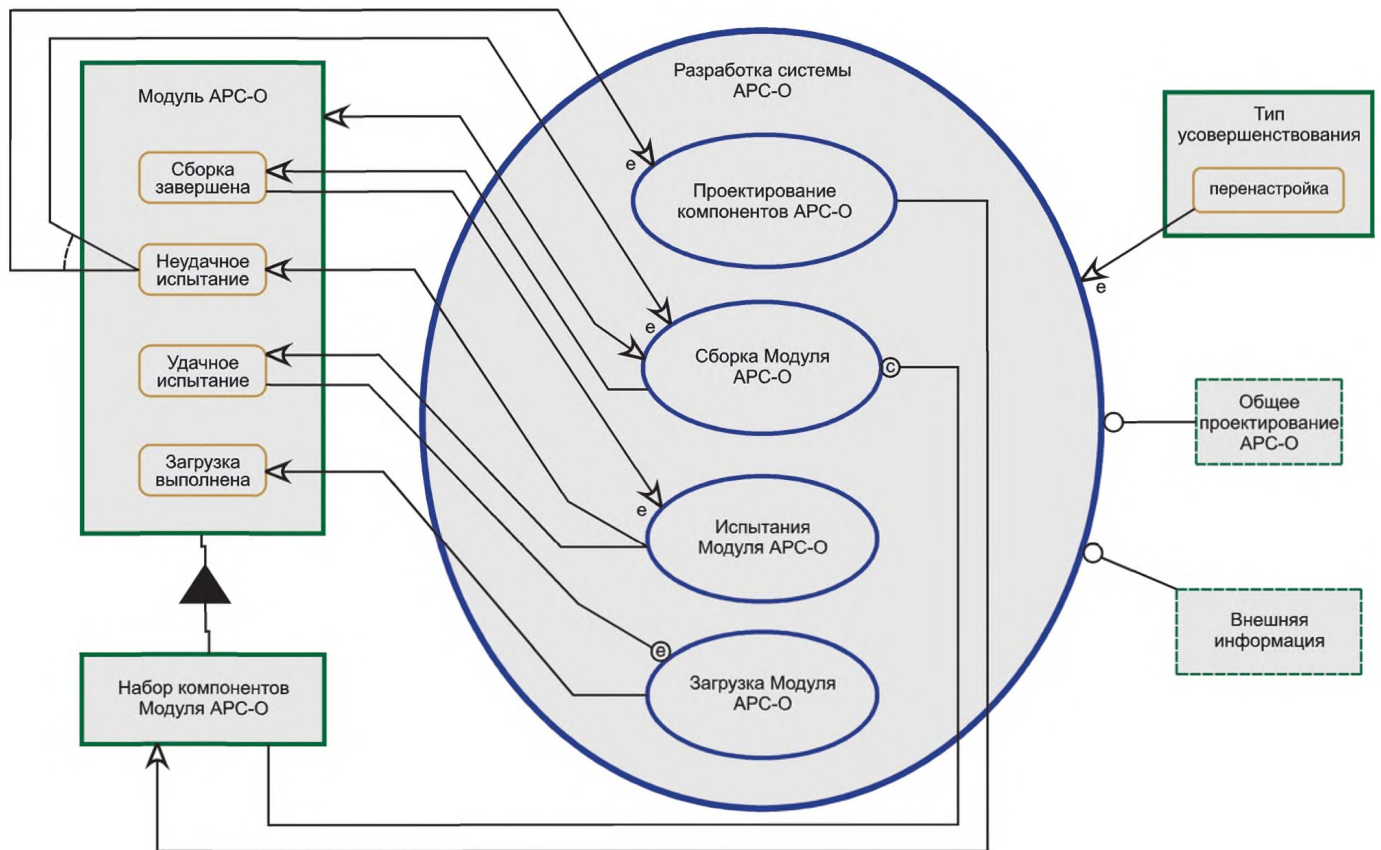 Модуль АРС-О
Сборка
завершена
Неудачное
испытание
Удачное
испытание
Загрузка
выполнена
Набор компонентов
Модуля АРС-О
Разработка системы
АРС-О
e
Проектирование
компонентов АРС-О
e
Сборка Модуля
АРС-О
c
e
Испытания
Модуля АРС-О
e
Загрузка Модуля
АРС-О
Тип
усовершенствования
перенастройка
e
Общее
проектирование
АРС-О
Внешняя
информация